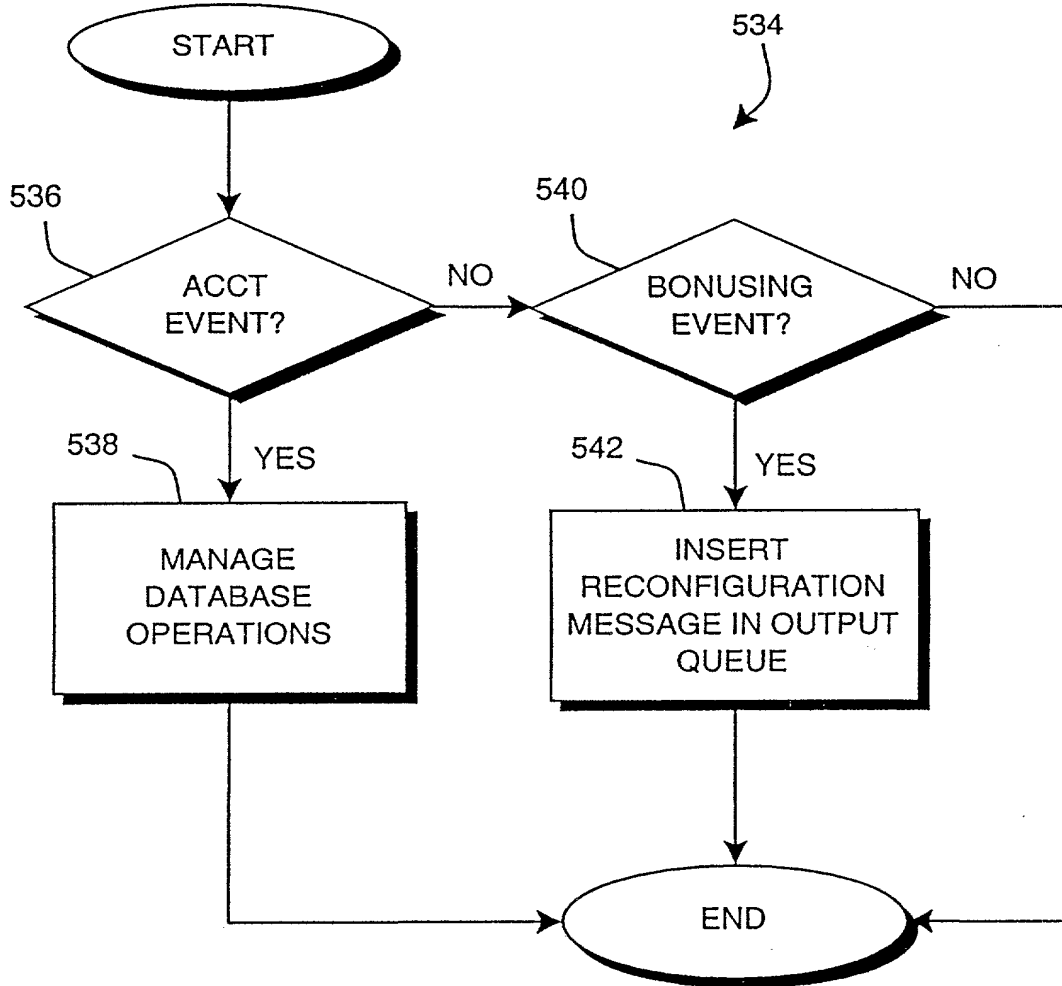 START
534
536
ACCT
EVENT?
NO
540
BONUSING
EVENT?
NO
538
YES
MANAGE
DATABASE
OPERATIONS
542
YES
INSERT
RECONFIGURATION
MESSAGE IN OUTPUT
QUEUE
END